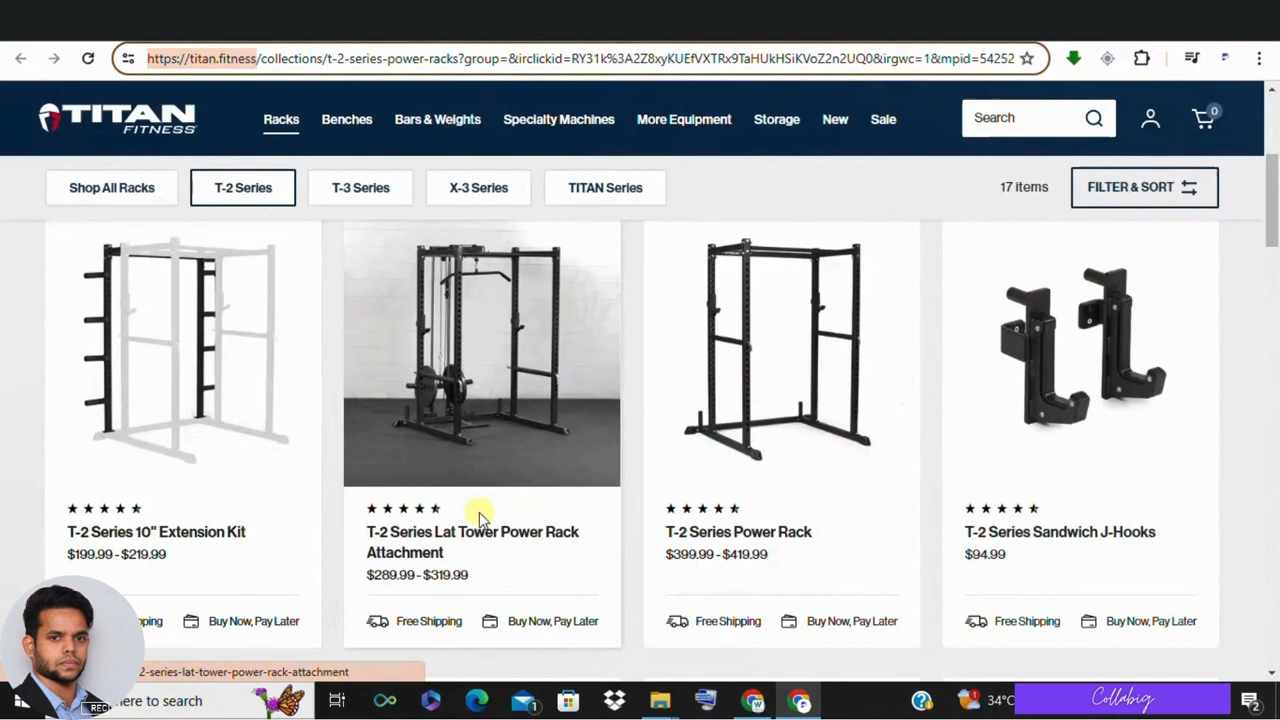 https://titan.fitness/collections/t-2-series-power-racks?group=&irclickid=RY31k%3A2Z8xyKUEfVXTRx9TaHUkHSiKVoZ2n2UQ0&irgwc=1&mpid=54252
TITAN
FITNESS
Racks Benches Bars & Weights Specialty Machines More Equipment Storage New Sale
Search
0
Shop All Racks T-2 Series T-3 Series X-3 Series TITAN Series
17 items
FILTER & SORT
T-2 Series 10" Extension Kit
$199.99 - $219.99
T-2 Series Lat Tower Power Rack
Attachment
$289.99 - $319.99
T-2 Series Power Rack
$399.99 - $419.99
T-2 Series Sandwich J-Hooks
$94.99
Buy Now, Pay Later
Free Shipping Buy Now, Pay Later
Free Shipping Buy Now, Pay Later
Free Shipping Buy Now, Pay Later
-2-series-lat-tower-power-rack-attachment
REC
here to search
1
34°C
Collabig
2